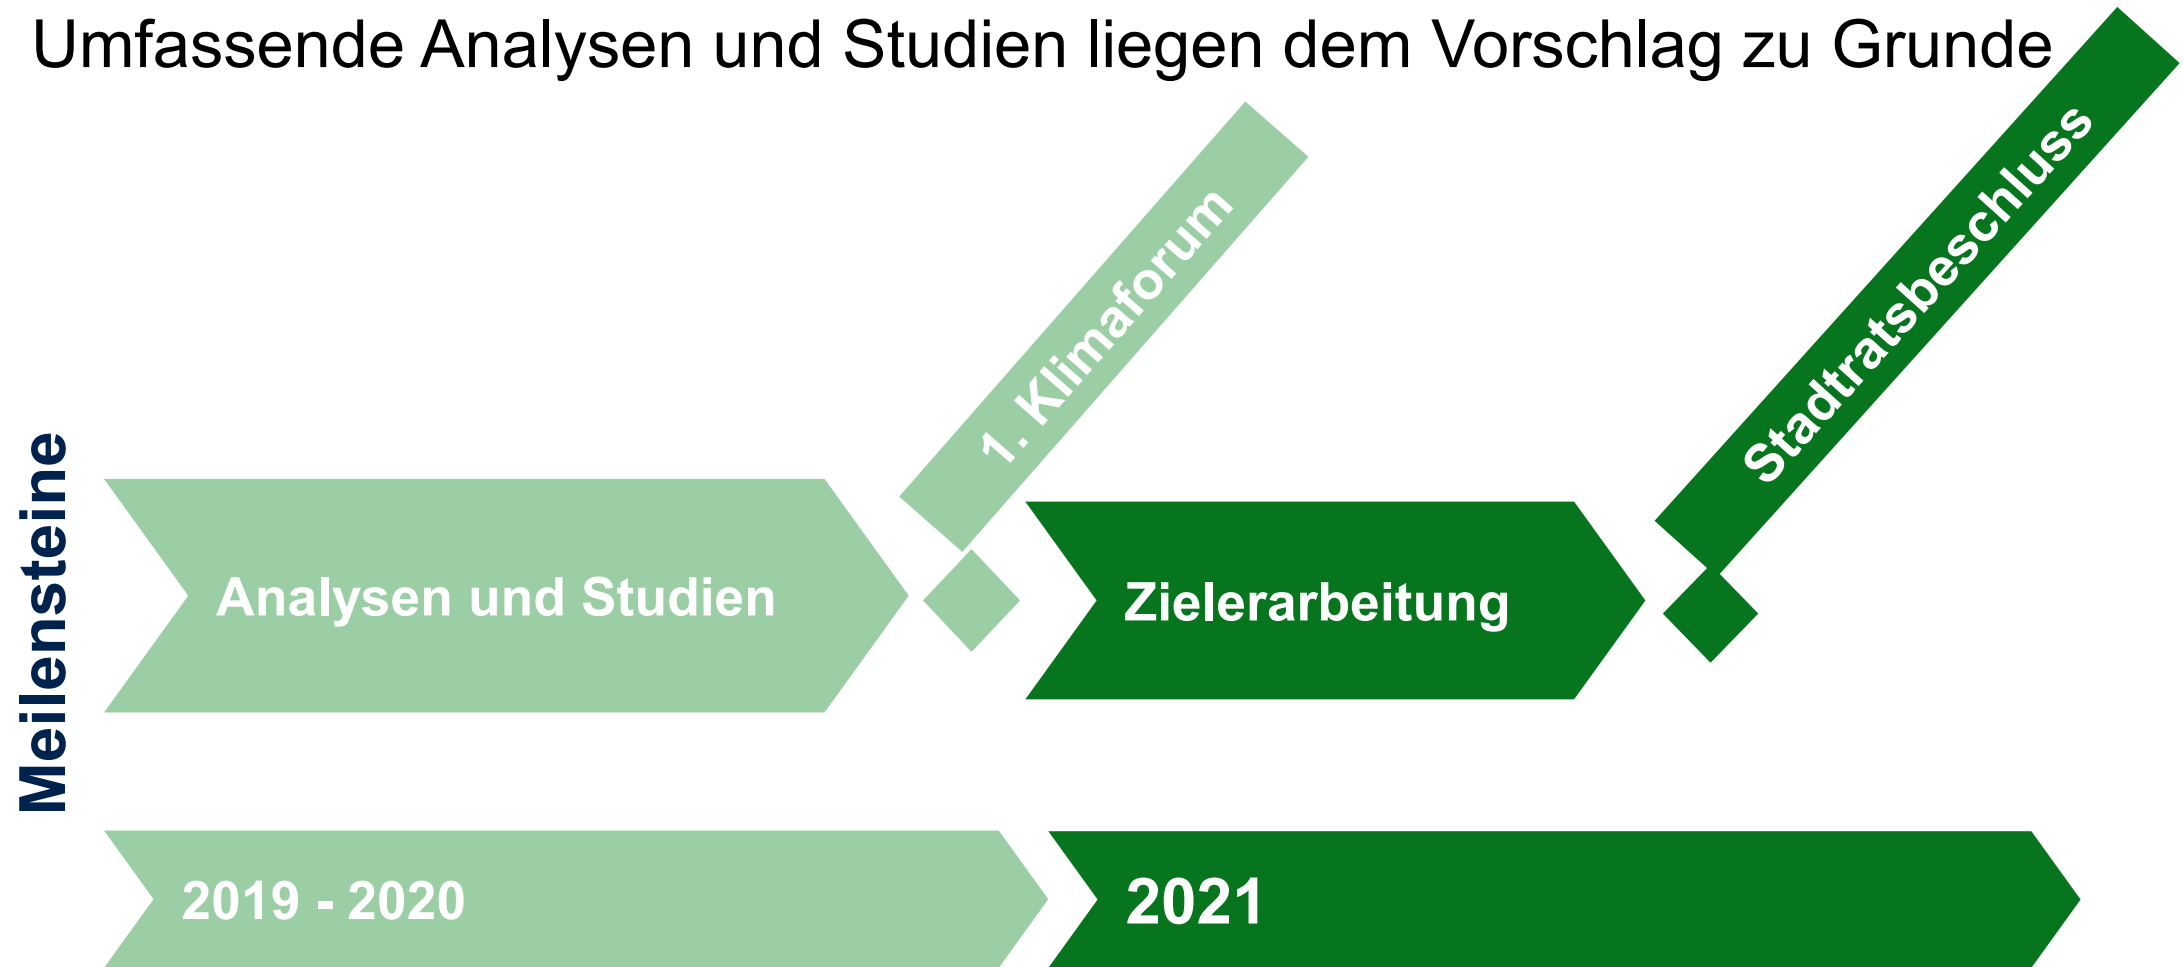 Umfassende Analysen und Studien liegen dem Vorschlag zu Grunde
Meilensteine
Analysen und Studien
1. Klimaforum
Zielerarbeitung
Stadtratsbeschluss
2019 - 2020
2021